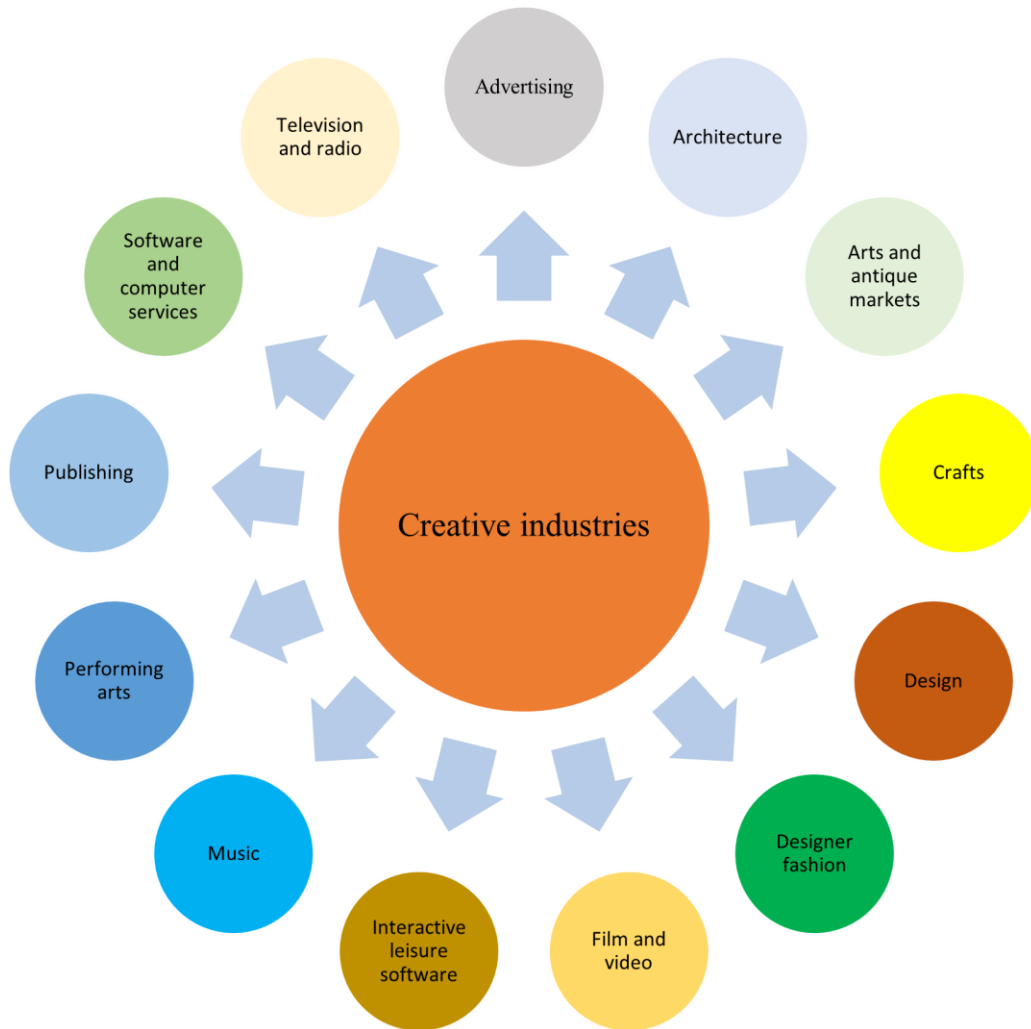 Advertising
Architecture
Arts and
antique
markets
Crafts
Design
Designer
fashion
Film and
video
Interactive
leisure
software
Music
Performing
arts
Publishing
Software
and
computer
services
Television
and radio
Creative industries